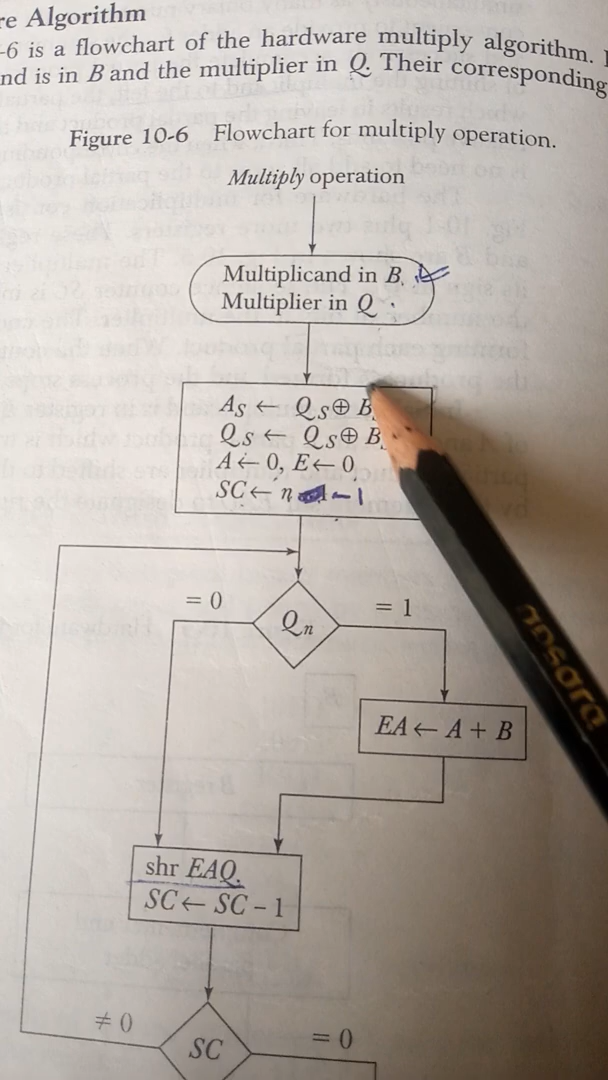 re Algorithm
-6 is a flowchart of the hardware multiply algorithm.
nd is in B and the multiplier in Q. Their corresponding
Figure 10-6 Flowchart for multiply operation.
Multiply operation
Multiplicand in B
Multiplier in Q
As ← Qs ⊕ B
Qs ← Qs ⊕ B
A ← 0, E ← 0
SC ← n - 1
= 0
= 1
Qn
EA ← A + B
shr EAQ.
SC ← SC - 1
≠ 0
= 0
SC
nasara